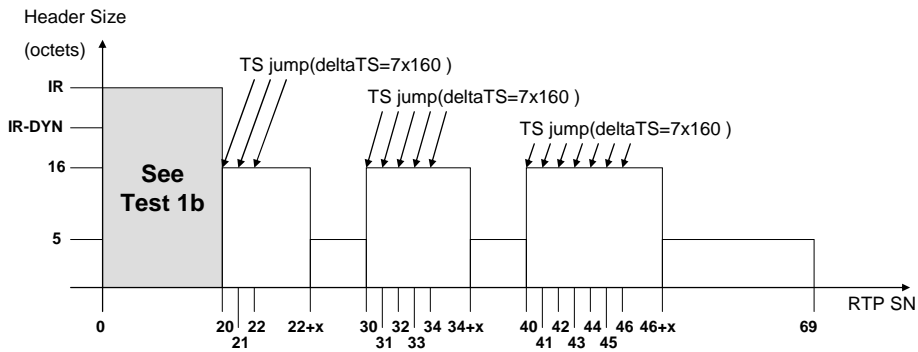 Header Size
(octets)
TS jump(deltaTS=7x160 )
TS jump(deltaTS=7x160 )
TS jump(deltaTS=7x160 )
IR
IR-DYN
16
5
See
Test 1b
RTP SN
0
20 22 22+x 30 32 34 34+x 40 42 44 46 46+x 69
21 31 33 41 43 45